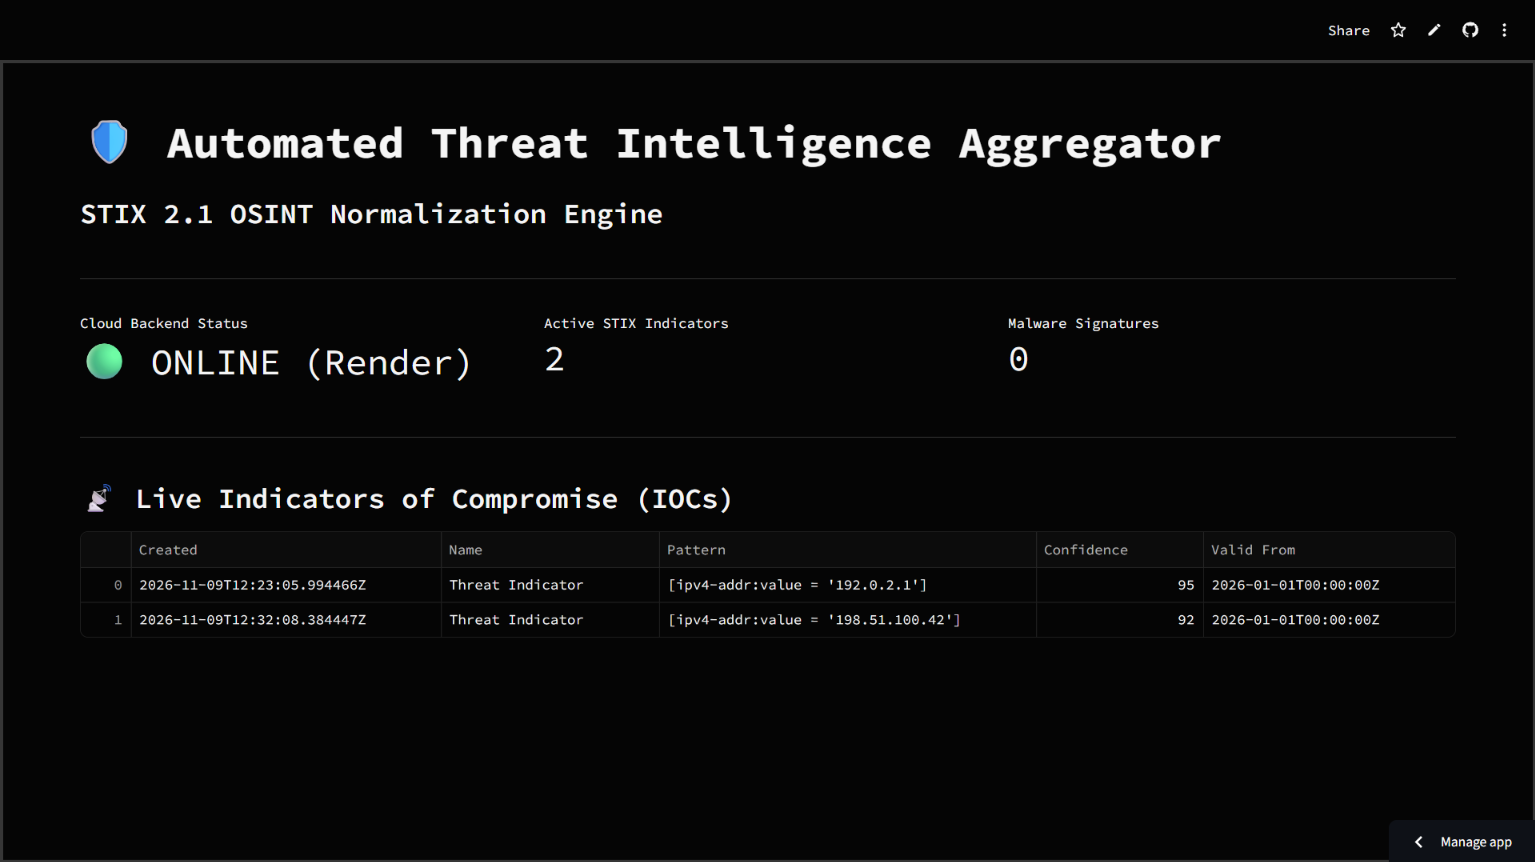 Share
Automated Threat Intelligence Aggregator
STIX 2.1 OSINT Normalization Engine
Cloud Backend Status Active STIX Indicators Malware Signatures
ONLINE (Render) 2 0
Live Indicators of Compromise (IOCs)
Created Name Pattern Confidence Valid From
0 2026-11-09T12:23:05.994466Z Threat Indicator [ipv4-addr:value = '192.0.2.1'] 95 2026-01-01T00:00:00Z
1 2026-11-09T12:32:08.384447Z Threat Indicator [ipv4-addr:value = '198.51.100.42'] 92 2026-01-01T00:00:00Z
Manage app